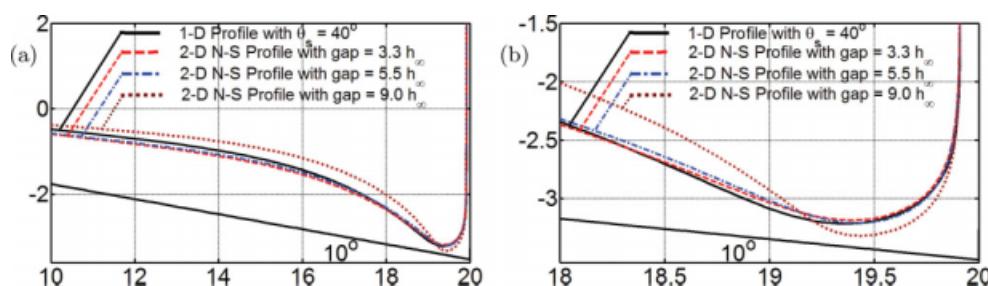 (a)
1-D Profile with θs = 40°
2-D N-S Profile with gap = 3.3 h∞
2-D N-S Profile with gap = 5.5 h∞
2-D N-S Profile with gap = 9.0 h∞
2
0
-2
10°
10 12 14 16 18 20
(b)
1-D Profile with θs = 40°
2-D N-S Profile with gap = 3.3 h∞
2-D N-S Profile with gap = 5.5 h∞
2-D N-S Profile with gap = 9.0 h∞
-1.5
-2
-2.5
-3
10°
18 18.5 19 19.5 20